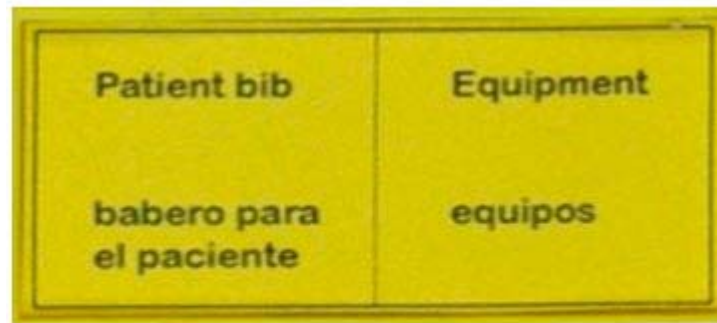 Patient bib
babero para
el paciente
Equipment
equipos